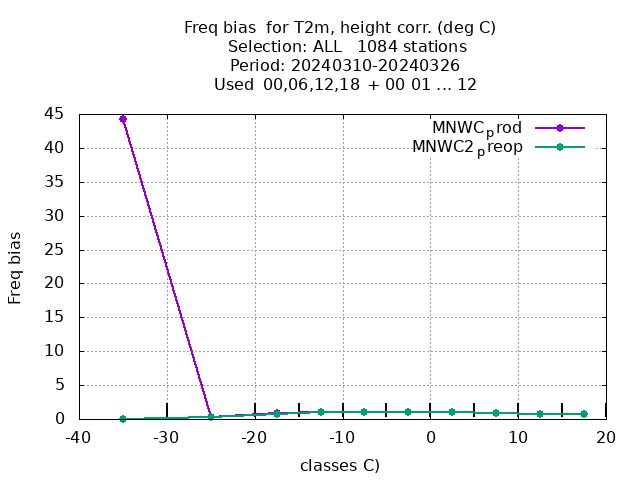 Freq bias  for T2m, height corr. (deg C)
Selection: ALL   1084 stations
Period: 20240310-20240326
Used  00,06,12,18 + 00 01 ... 12
MNWCprod
MNWC2preop
45
40
35
30
25
20
15
10
5
0
Freq bias
-40 -30 -20 -10 0 10 20
classes C)